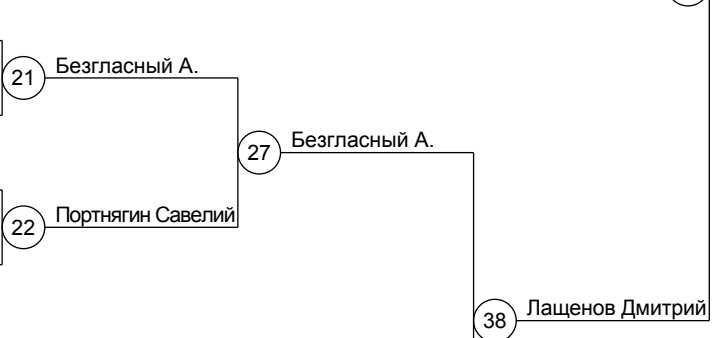 21 Безгласный А.
27 Безгласный А.
22 Портнягин Савелий
38 Лащенов Дмитрий